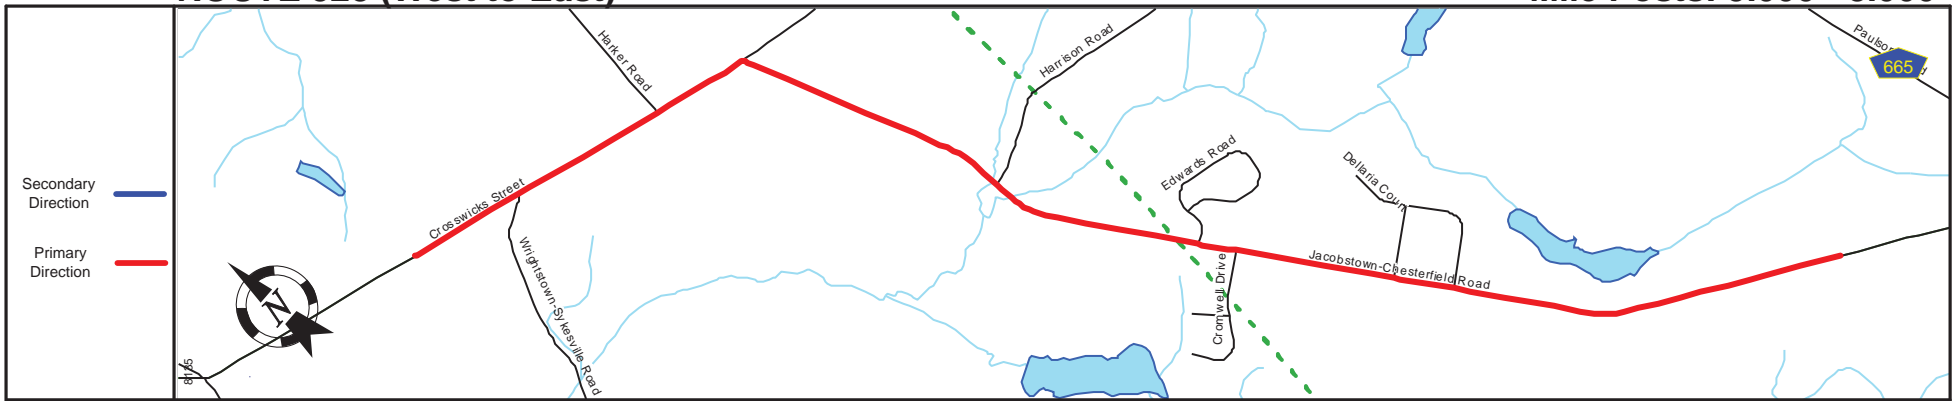 Secondary
Direction
Primary
Direction
Harker Road
Crosswicks Street
Wrightstown-Sykesville Road
Harrison Road
Edwards Road
Cromwell Drive
Dellaria Court
Jacobstown-Chesterfield Road
665
N